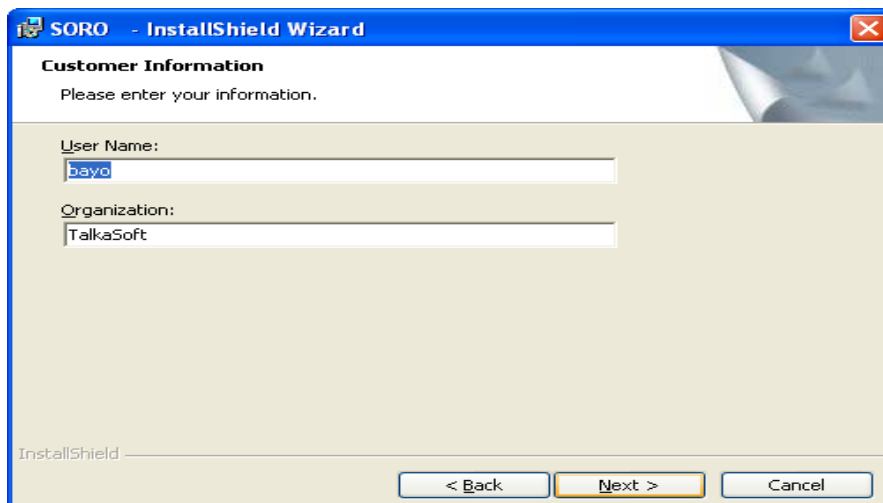 SORO - InstallShield Wizard
Customer Information
Please enter your information.
User Name:
bayo
Organization:
TalkaSoft
InstallShield
< Back Next > Cancel